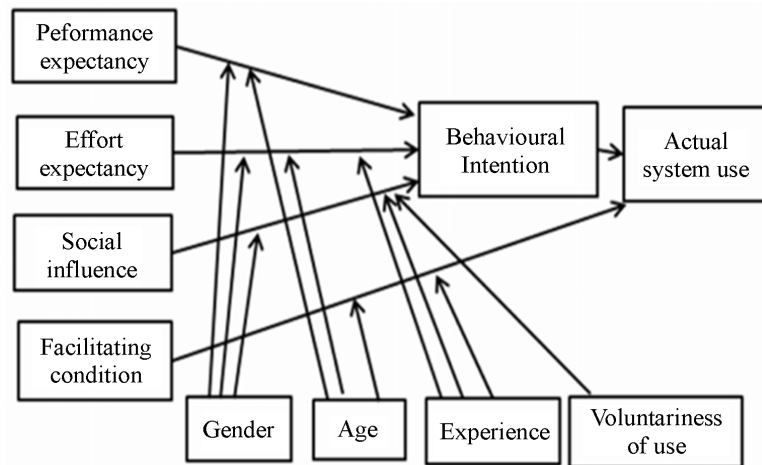 Peformance
expectancy
Effort
expectancy
Social
influence
Facilitating
condition
Behavioural
Intention
Actual
system use
Gender
Age
Experience
Voluntariness
of use